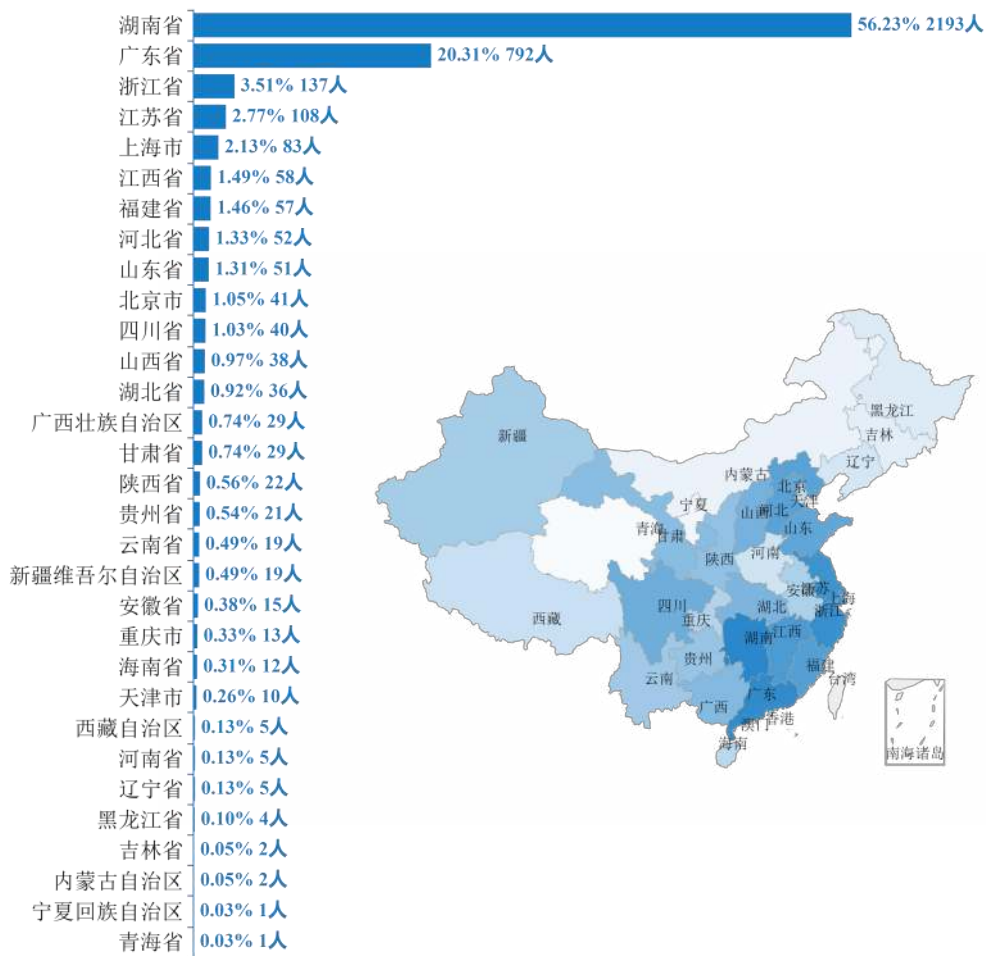 湖南省 56.23% 2193人
广东省 20.31% 792人
浙江省 3.51% 137人
江苏省 2.77% 108人
上海市 2.13% 83人
江西省 1.49% 58人
福建省 1.46% 57人
河北省 1.33% 52人
山东省 1.31% 51人
北京市 1.05% 41人
四川省 1.03% 40人
山西省 0.97% 38人
湖北省 0.92% 36人
广西壮族自治区 0.74% 29人
甘肃省 0.74% 29人
陕西省 0.56% 22人
贵州省 0.54% 21人
云南省 0.49% 19人
新疆维吾尔自治区 0.49% 19人
安徽省 0.38% 15人
重庆市 0.33% 13人
海南省 0.31% 12人
天津市 0.26% 10人
西藏自治区 0.13% 5人
河南省 0.13% 5人
辽宁省 0.13% 5人
黑龙江省 0.10% 4人
吉林省 0.05% 2人
内蒙古自治区 0.05% 2人
宁夏回族自治区 0.03% 1人
青海省 0.03% 1人
黑龙江
吉林
新疆
辽宁
内蒙古
北京
天津
宁夏
山西
河北
青海
甘肃
山东
河南
陕西
安徽
江苏
上海
四川
湖北
浙江
西藏
重庆
湖南
江西
贵州
福建
云南
台湾
广东
广西
香港
澳门
海南
南海诸岛